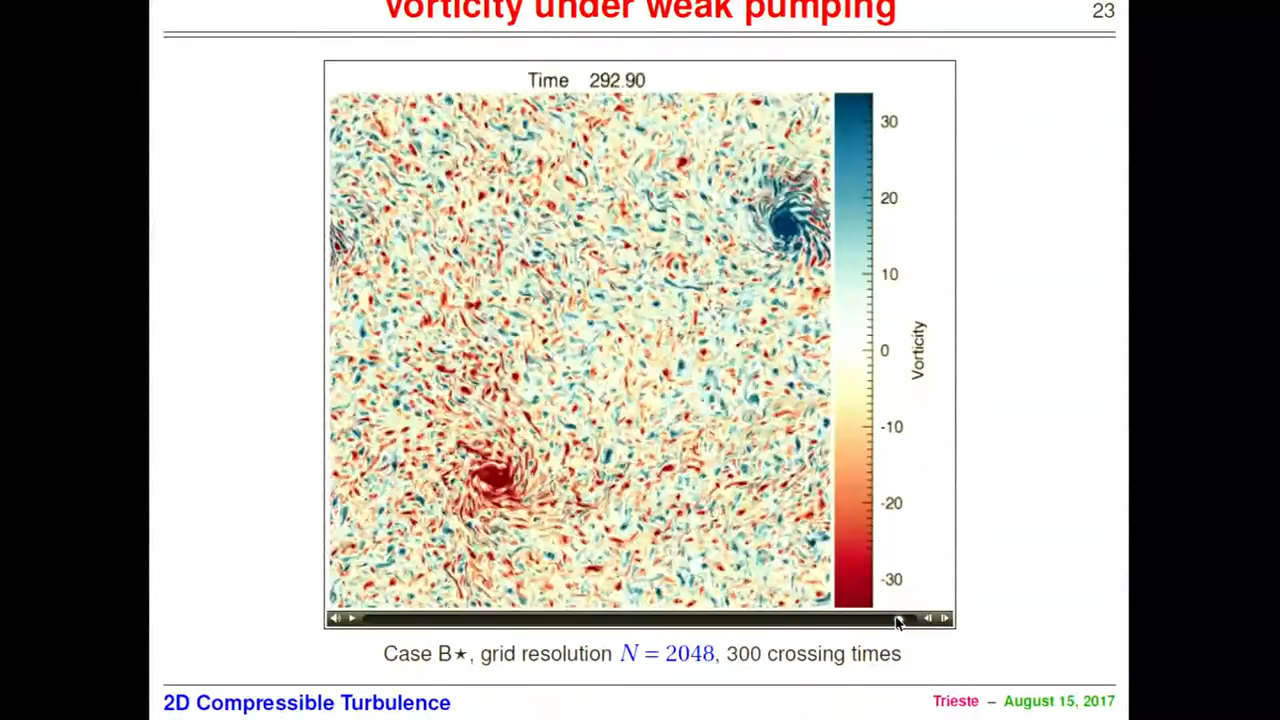 Vorticity under weak pumping
23
Time 292.90
30
20
10
0
-10
-20
-30
Vorticity
Case B★, grid resolution N = 2048, 300 crossing times
2D Compressible Turbulence
Trieste – August 15, 2017